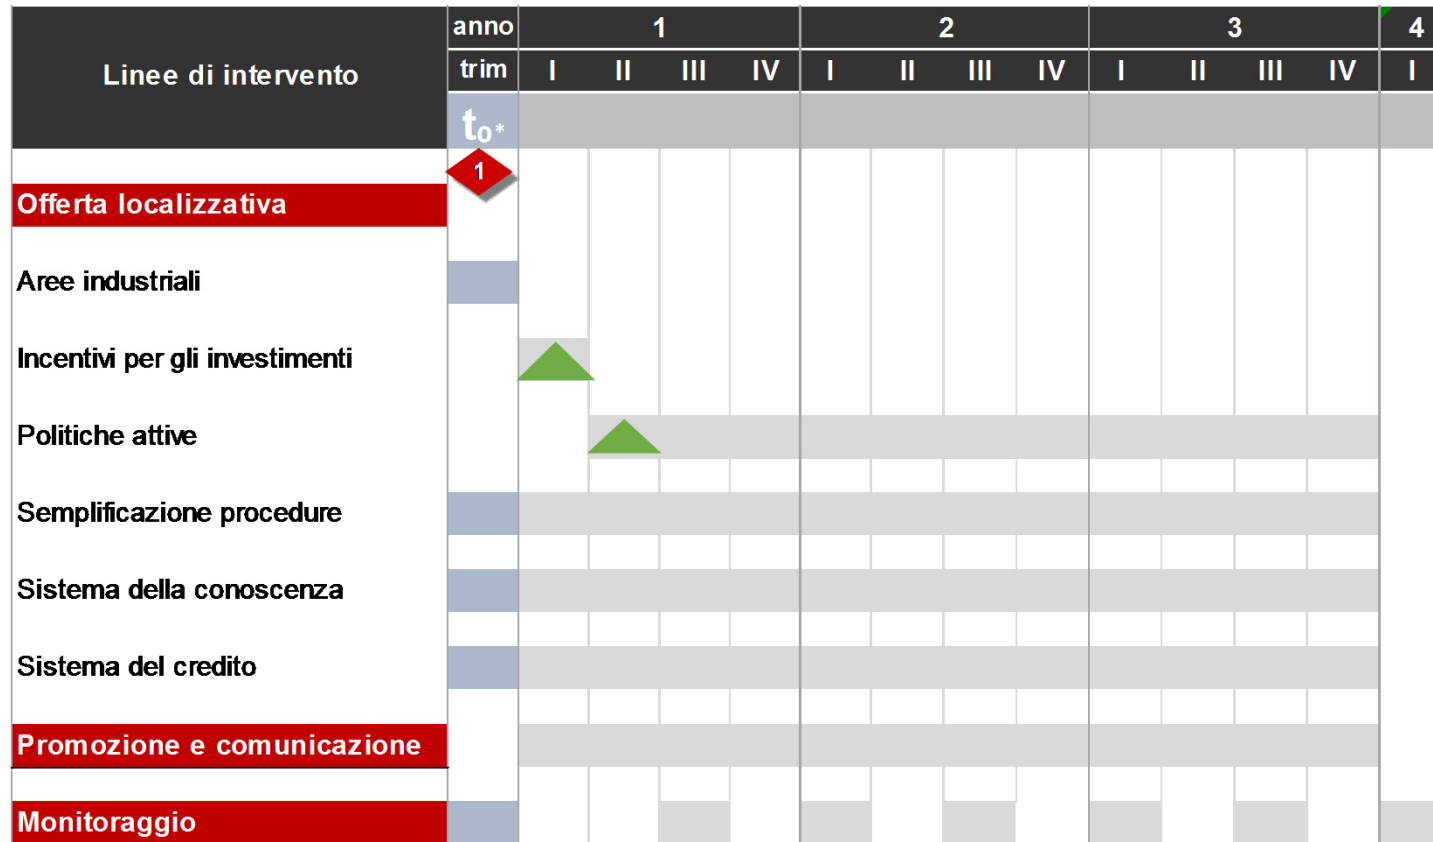 anno 1 2 3 4
Linee di intervento
trim I II III IV I II III IV I II III IV I
t0*
1
Offerta localizzativa
Aree industriali
Incentivi per gli investimenti
Politiche attive
Semplificazione procedure
Sistema della conoscenza
Sistema del credito
Promozione e comunicazione
Monitoraggio